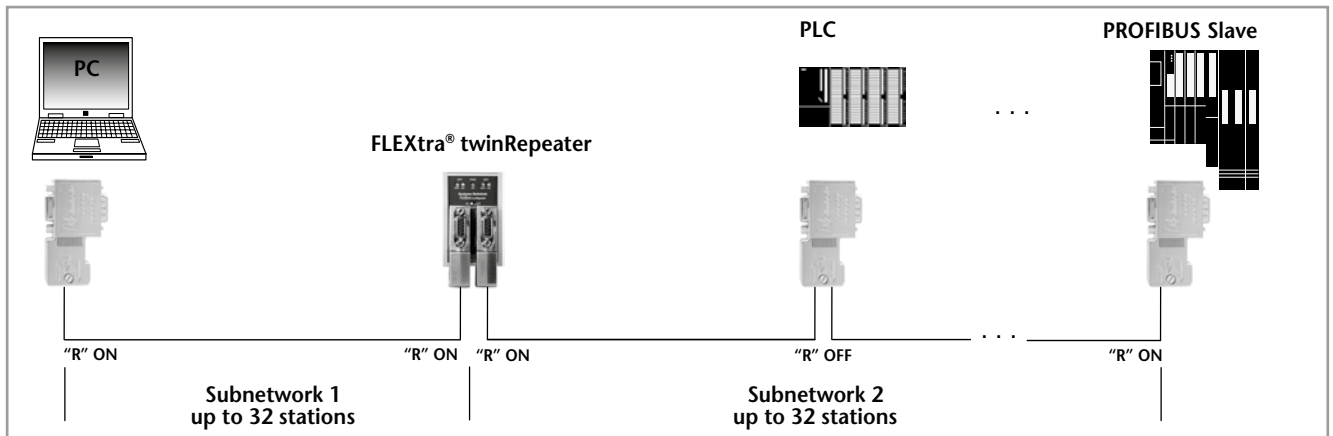 PC
PLC
PROFIBUS Slave
. . .
FLEXtra® twinRepeater
. . .
“R” ON
“R” ON
“R” ON
“R” OFF
“R” ON
Subnetwork 1
up to 32 stations
Subnetwork 2
up to 32 stations